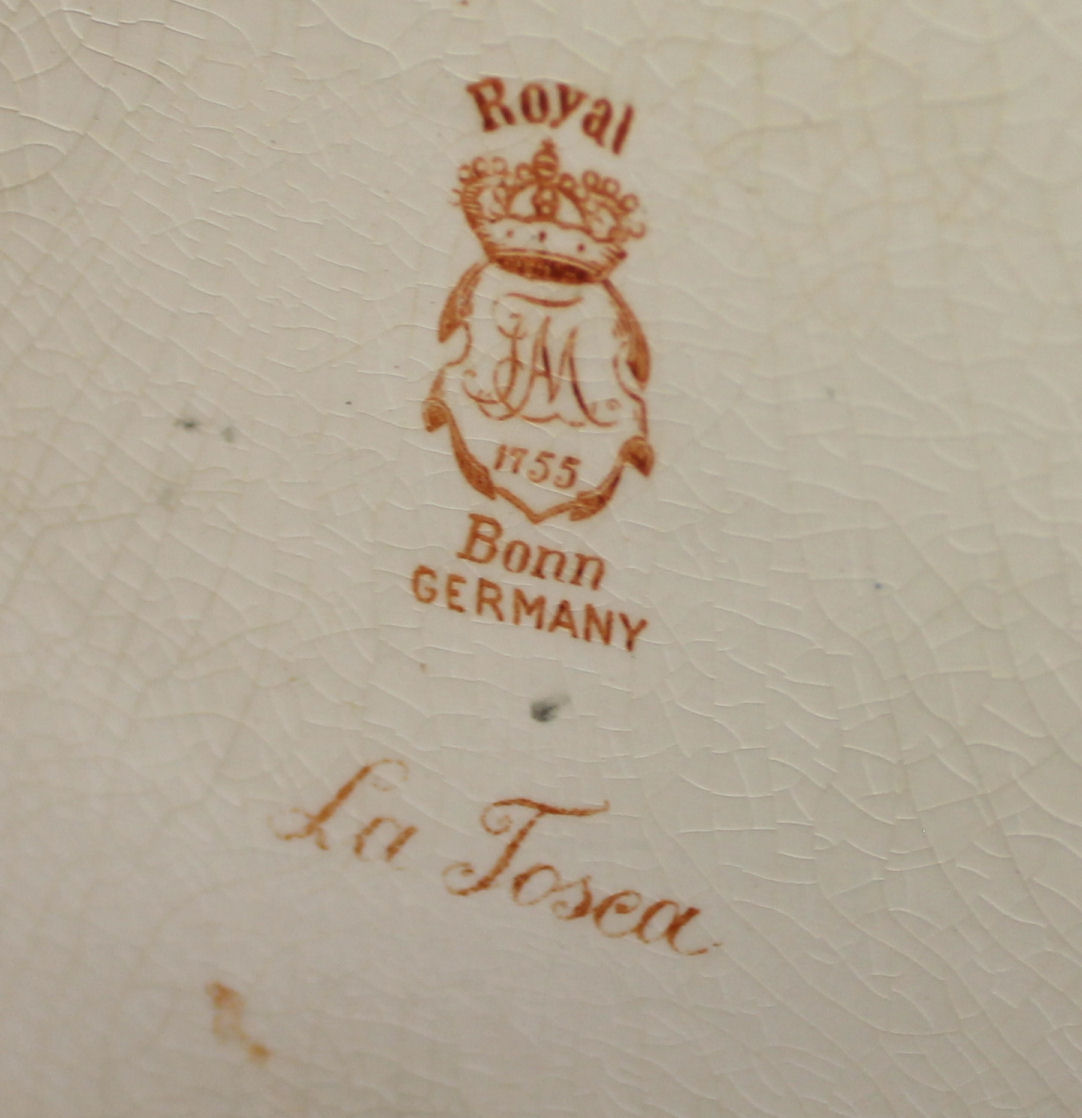 Royal
FM
1755
Bonn
GERMANY
La Tosca